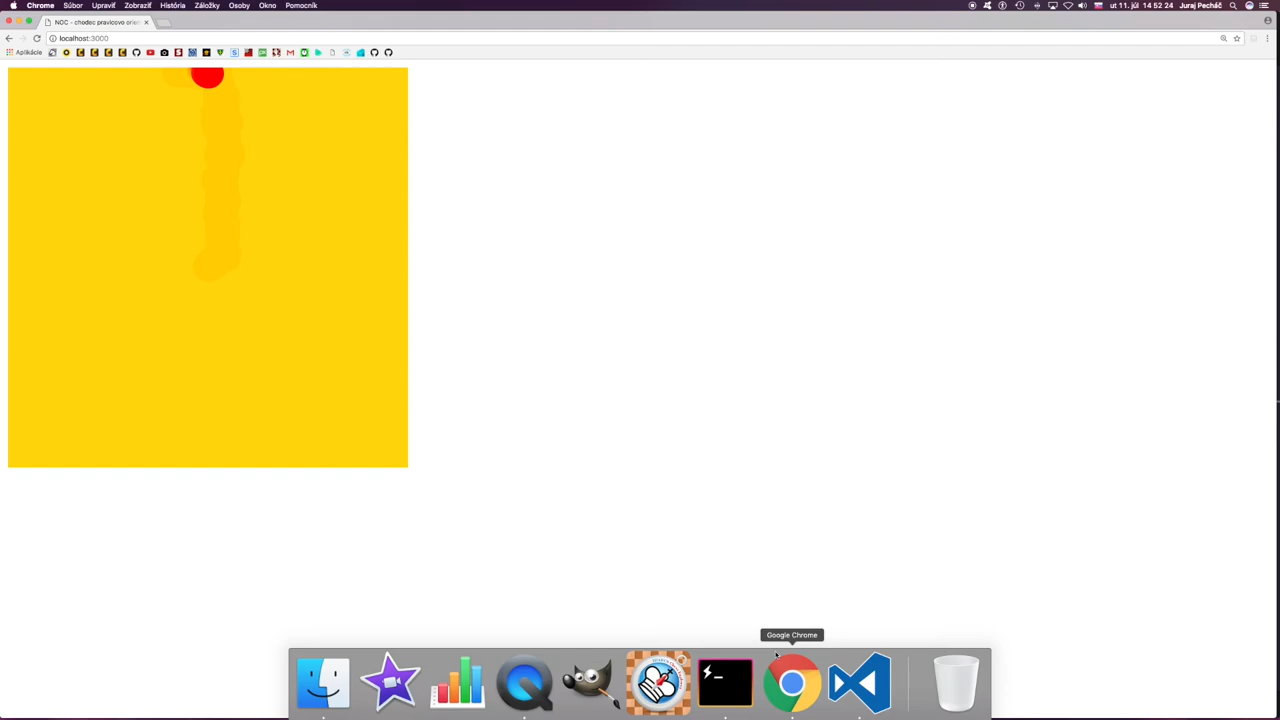 Chrome Súbor Upraviť Zobraziť História Záložky Osoby Okno Pomocník ut 11. júl 14 52 24 Juraj Pecháč
NOC - chodec pravicovo orien
localhost:3000
Aplikácie
Google Chrome